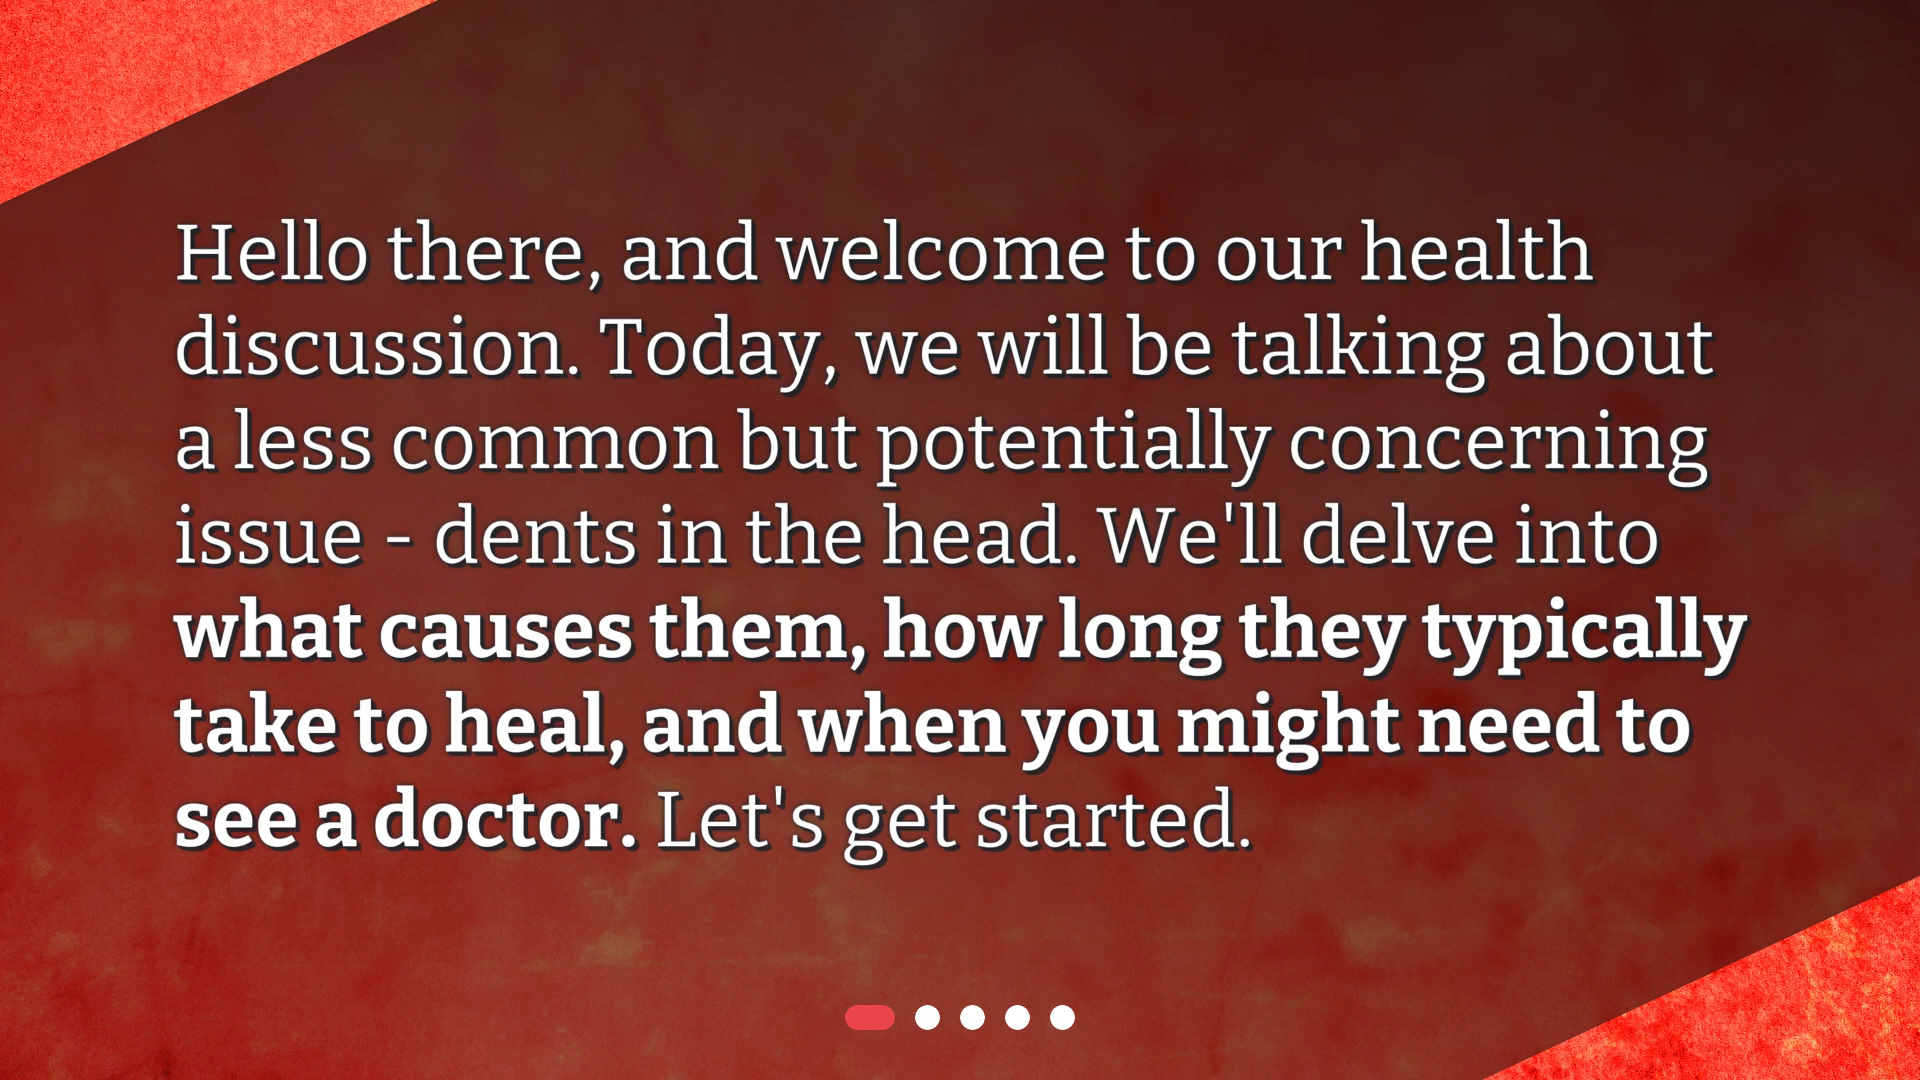 Hello there, and welcome to our health
discussion. Today, we will be talking about
a less common but potentially concerning
issue - dents in the head. We'll delve into
what causes them, how long they typically
take to heal, and when you might need to
see a doctor. Let's get started.